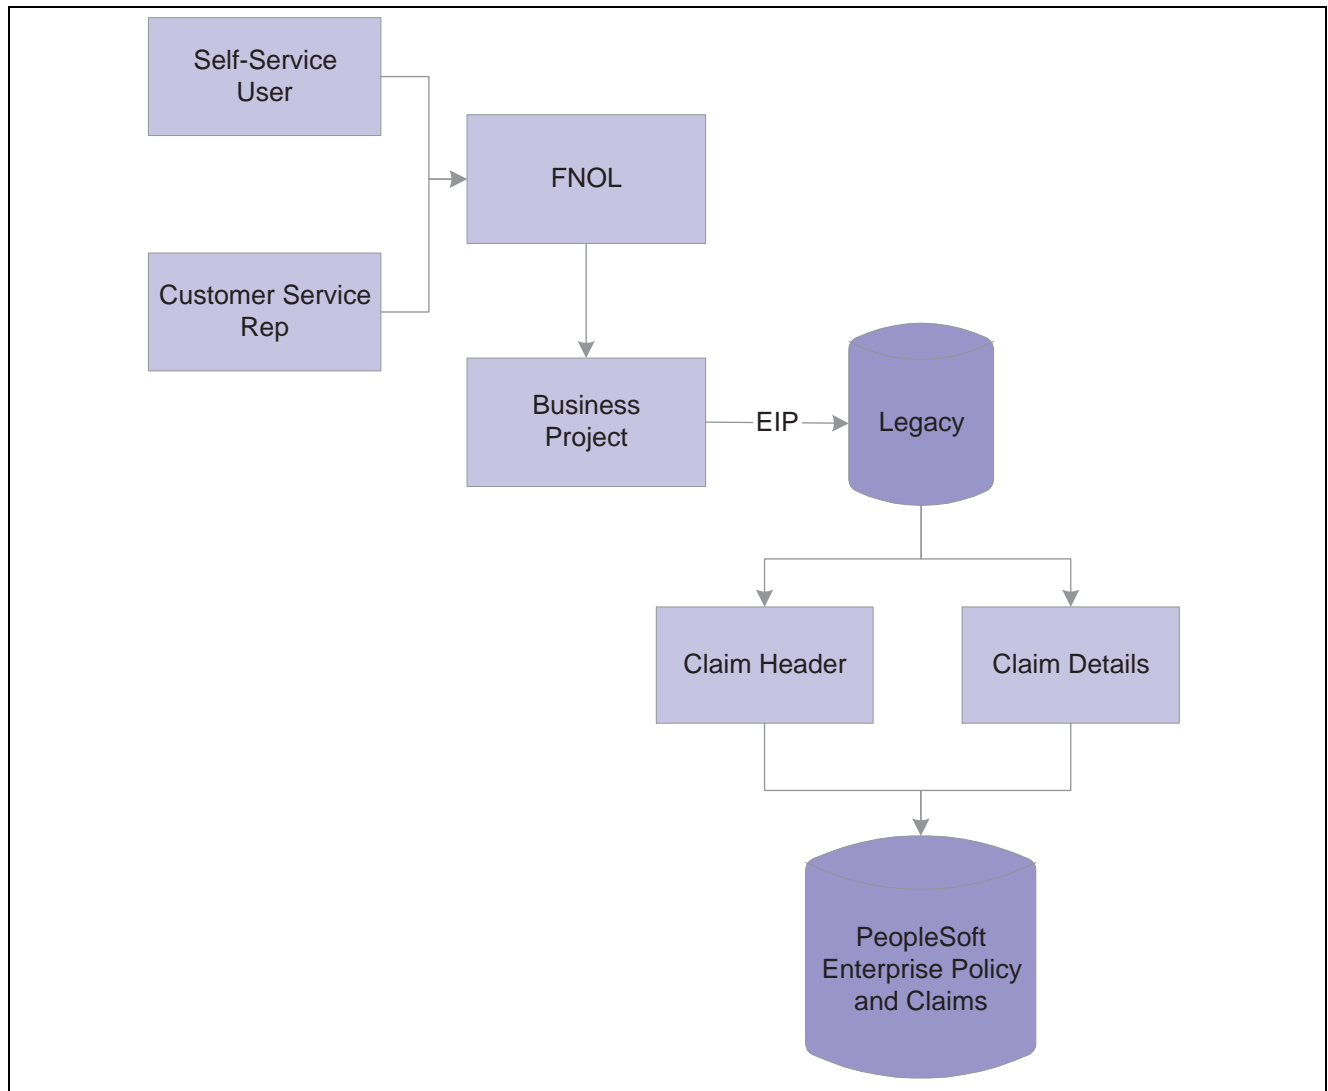 Self-Service
User
FNOL
Customer Service
Rep
Business
Project
EIP
Legacy
Claim Header
Claim Details
PeopleSoft
Enterprise Policy
and Claims